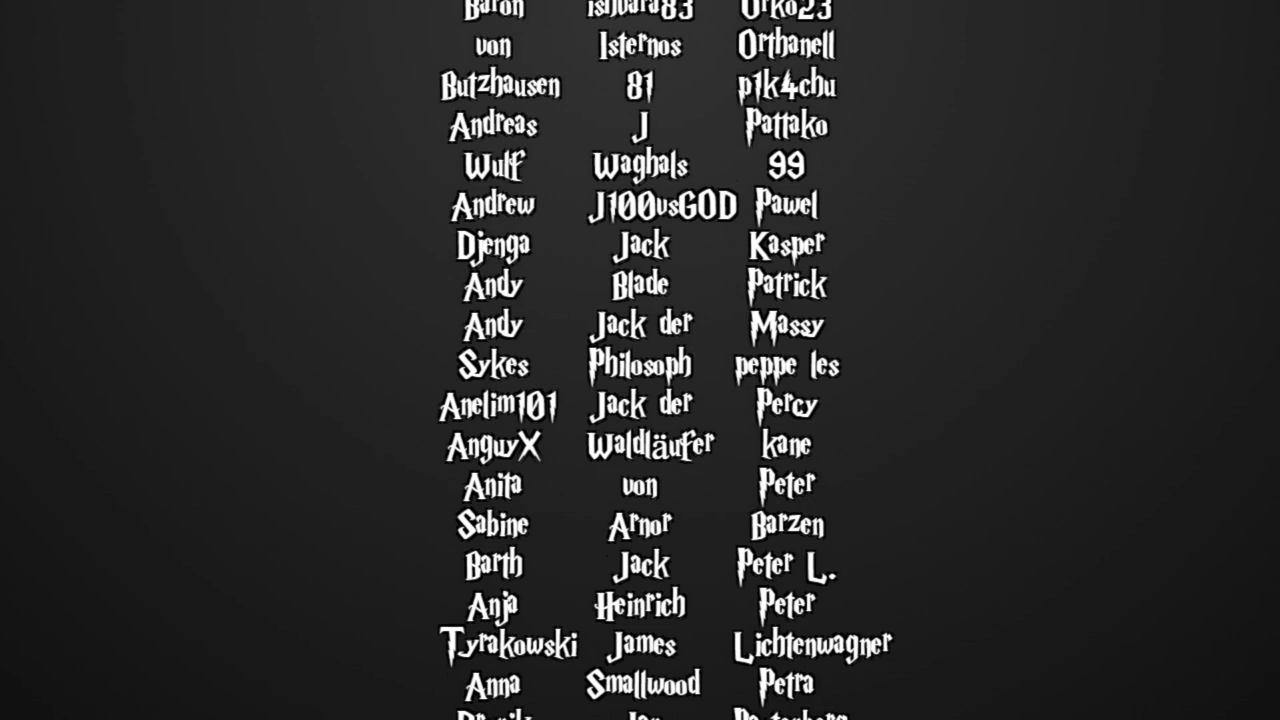 Baron ishvara83 Orko23
von Isternos Orthanell
Butzhausen 81 p1k4chu
Andreas J Pattako
Wulf Waghals 99
Andrew J100vsGOD Pawel
Djenga Jack Kasper
Andy Blade Patrick
Andy Jack der Massy
Sykes Philosoph peppe les
Anelim101 Jack der Percy
AnguyX Waldläufer kane
Anita von Peter
Sabine Arnor Barzen
Barth Jack Peter L.
Anja Heinrich Peter
Tyrakowski James Lichtenwagner
Anna Smallwood Petra
Jan